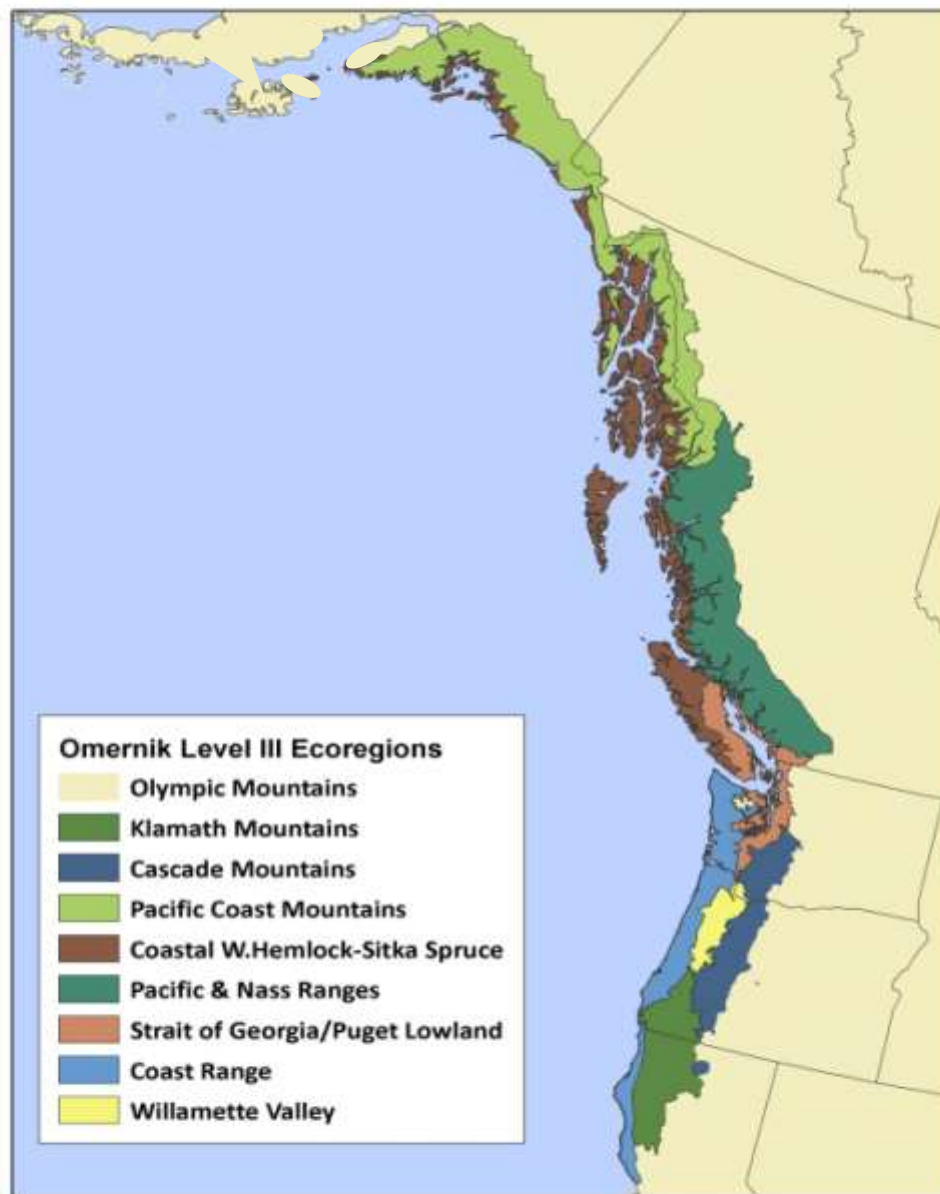 Omernik Level III Ecoregions
Olympic Mountains
Klamath Mountains
Cascade Mountains
Pacific Coast Mountains
Coastal W.Hemlock-Sitka Spruce
Pacific & Nass Ranges
Strait of Georgia/Puget Lowland
Coast Range
Willamette Valley